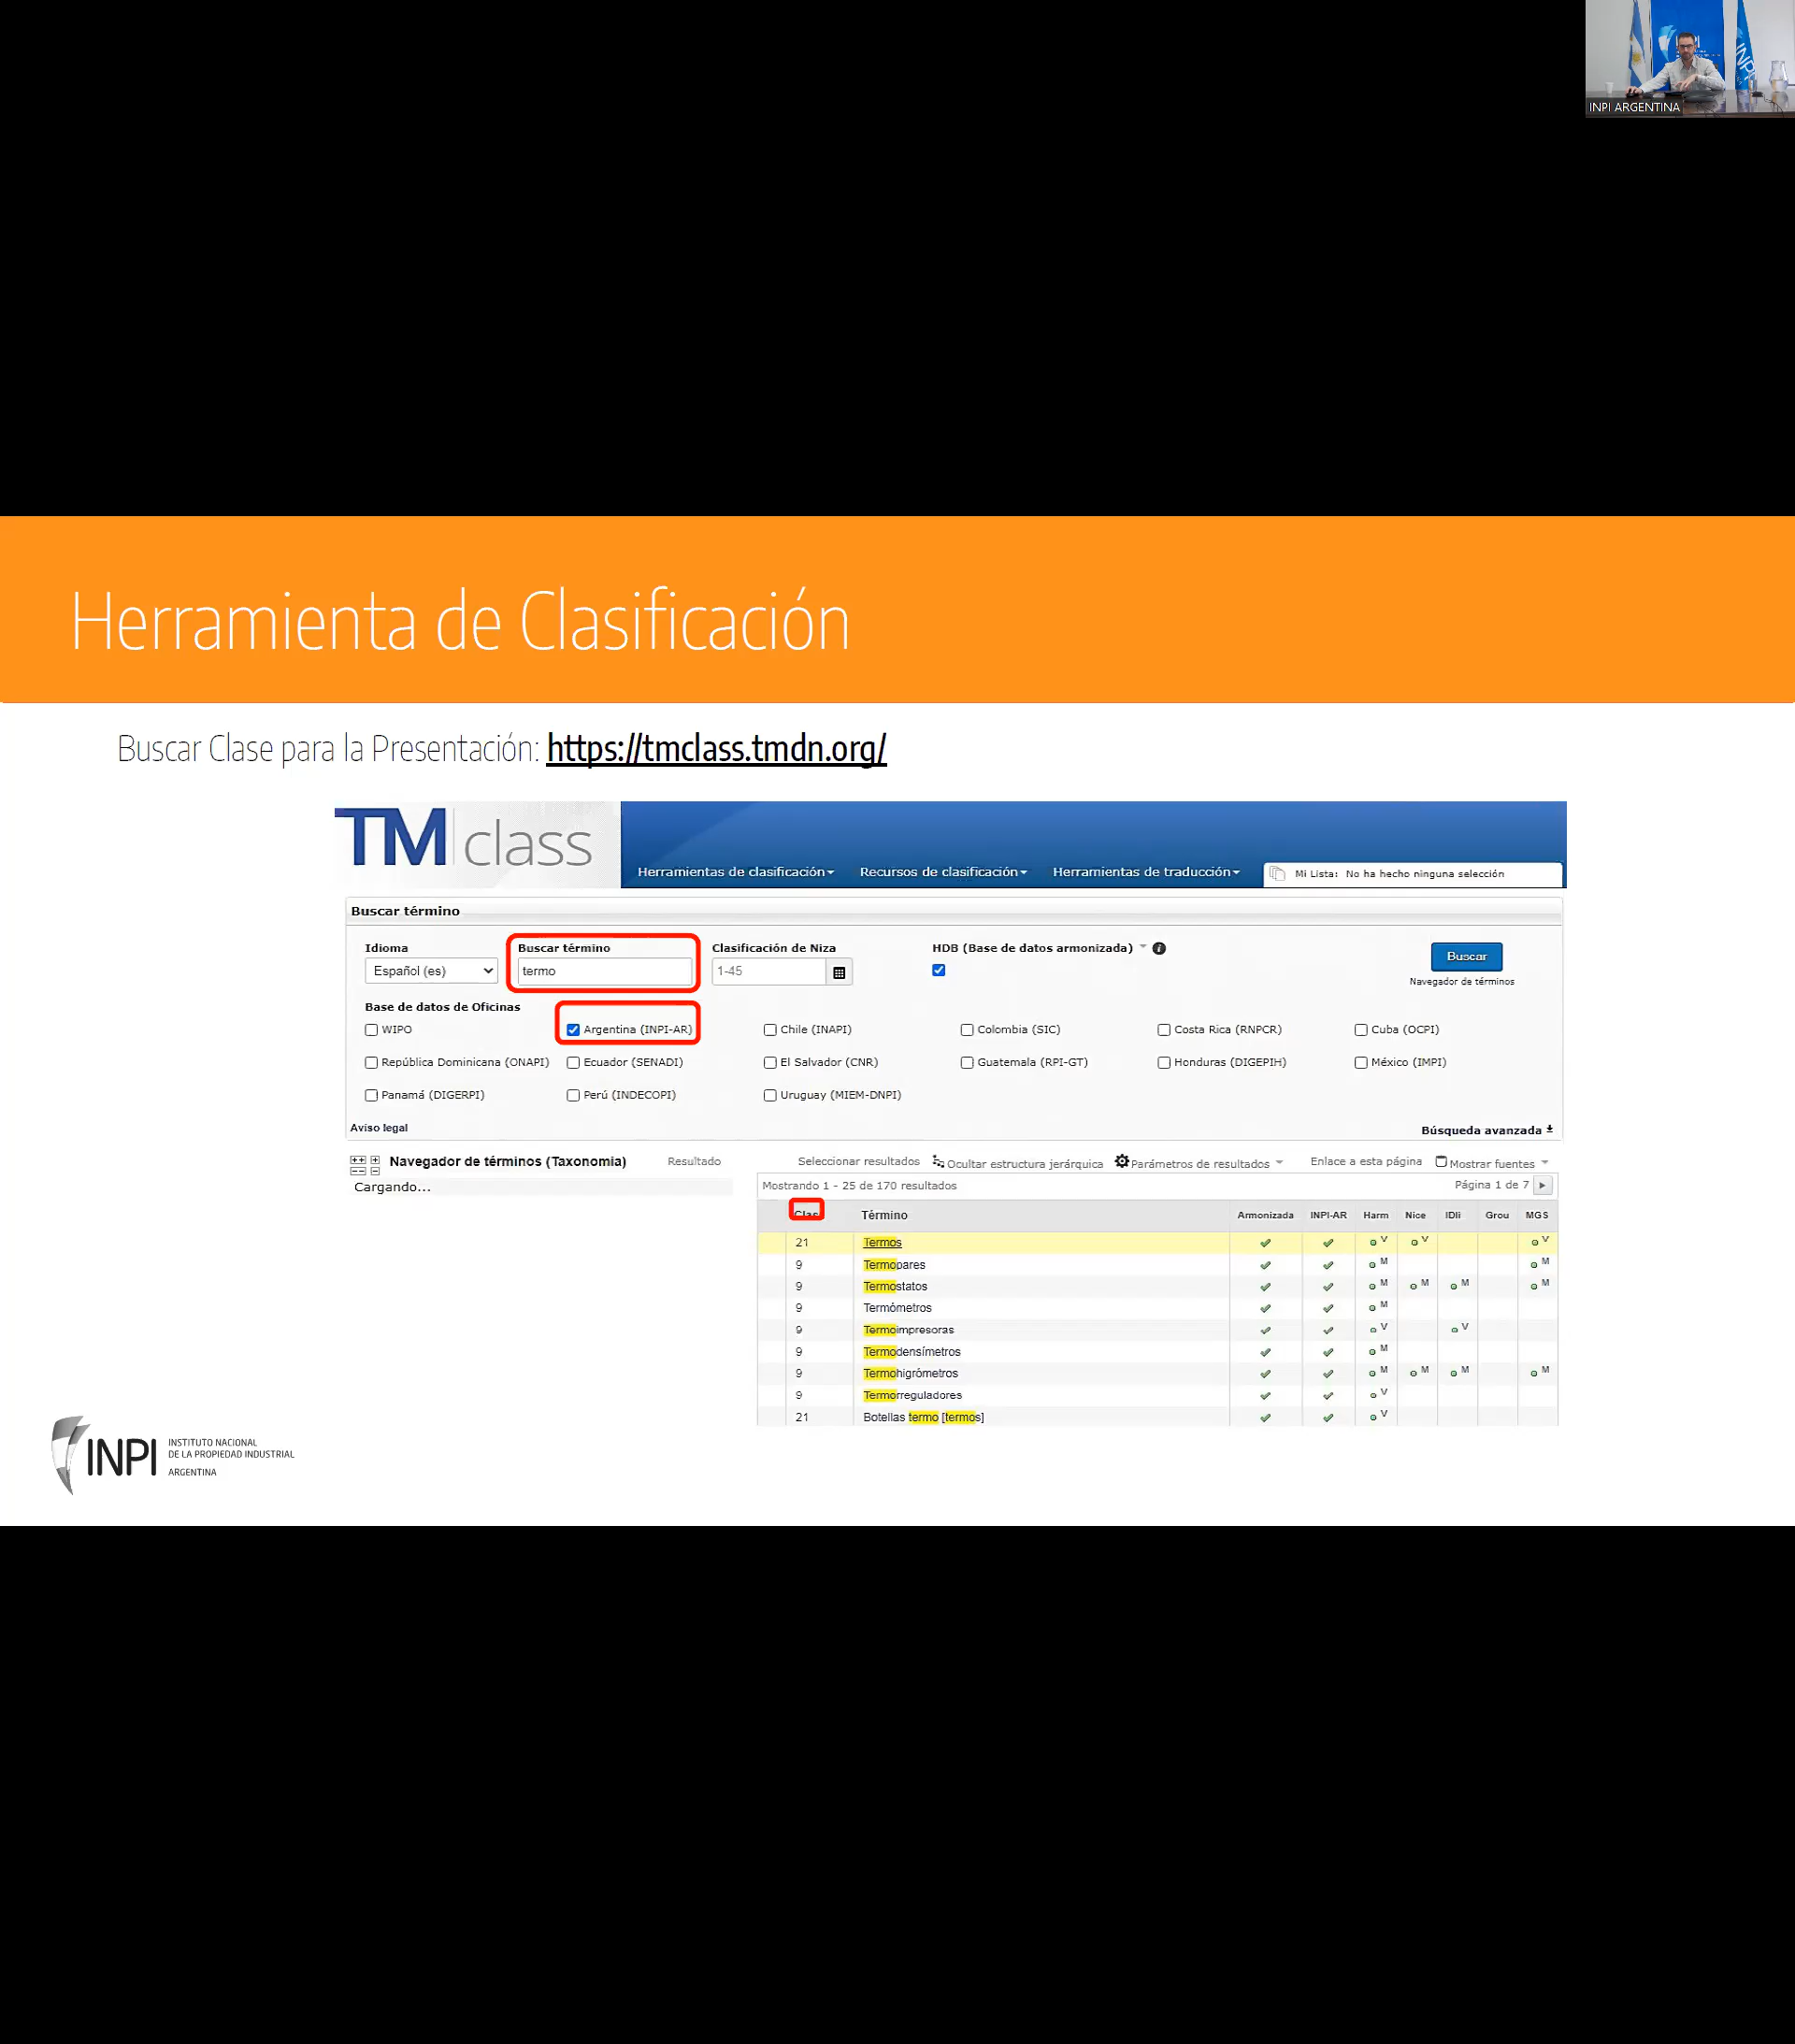 INPI
INPI
INPI ARGENTINA
Herramienta de Clasificación
Buscar Clase para la Presentación: https://tmclass.tmdn.org/
TM class
Herramientas de clasificación Recursos de clasificación Herramientas de traducción Mi Lista: No ha hecho ninguna selección
Buscar término
Idioma Buscar término Clasificación de Niza HDB (Base de datos armonizada) i Buscar
Español (es) termo 1-45
Navegador de términos
Base de datos de Oficinas
WIPO Argentina (INPI-AR) Chile (INAPI) Colombia (SIC) Costa Rica (RNPCR) Cuba (OCPI)
República Dominicana (ONAPI) Ecuador (SENADI) El Salvador (CNR) Guatemala (RPI-GT) Honduras (DIGEPIH) México (IMPI)
Panamá (DIGERPI) Perú (INDECOPI) Uruguay (MIEM-DNPI)
Aviso legal Búsqueda avanzada
Navegador de términos (Taxonomia) Resultado Seleccionar resultados Ocultar estructura jerárquica Parámetros de resultados Enlace a esta página Mostrar fuentes
Cargando... Mostrando 1 - 25 de 170 resultados Página 1 de 7
Clas Término Armonizada INPI-AR Harm Nice IDli Grou MGS
21 Termos V V V
9 Termopares M M
9 Termostatos M M M M
9 Termómetros M
9 Termoimpresoras V V
9 Termodensímetros M
9 Termohigrómetros M M M M
9 Termorreguladores V
21 Botellas termo [termos] V
INPI INSTITUTO NACIONAL
DE LA PROPIEDAD INDUSTRIAL
ARGENTINA